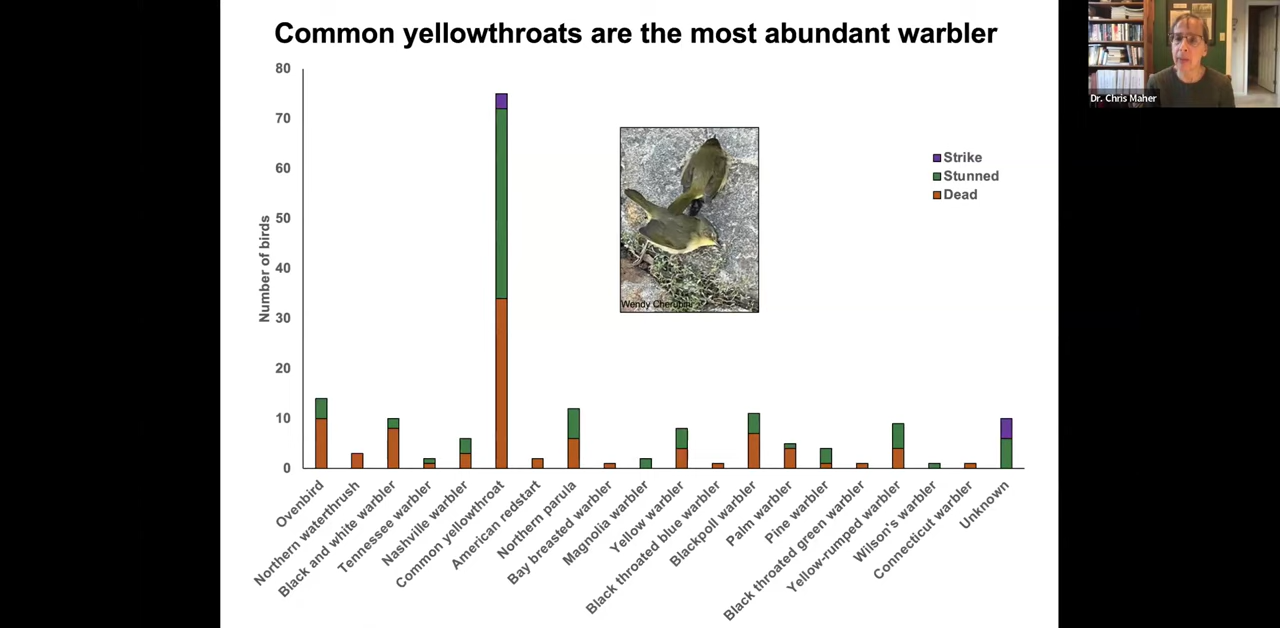 Common yellowthroats are the most abundant warbler
Dr. Chris Maher
80
70
60
50
40
30
20
10
0
Number of birds
Strike
Stunned
Dead
Wendy
Ovenbird
Northern waterthrush
Black and white warbler
Tennessee warbler
Nashville warbler
Common yellowthroat
American redstart
Northern parula
Bay breasted warbler
Magnolia warbler
Yellow warbler
Black throated blue warbler
Blackpoll warbler
Palm warbler
Pine warbler
Black throated green warbler
Yellow-rumped warbler
Wilson's warbler
Connecticut warbler
Unknown